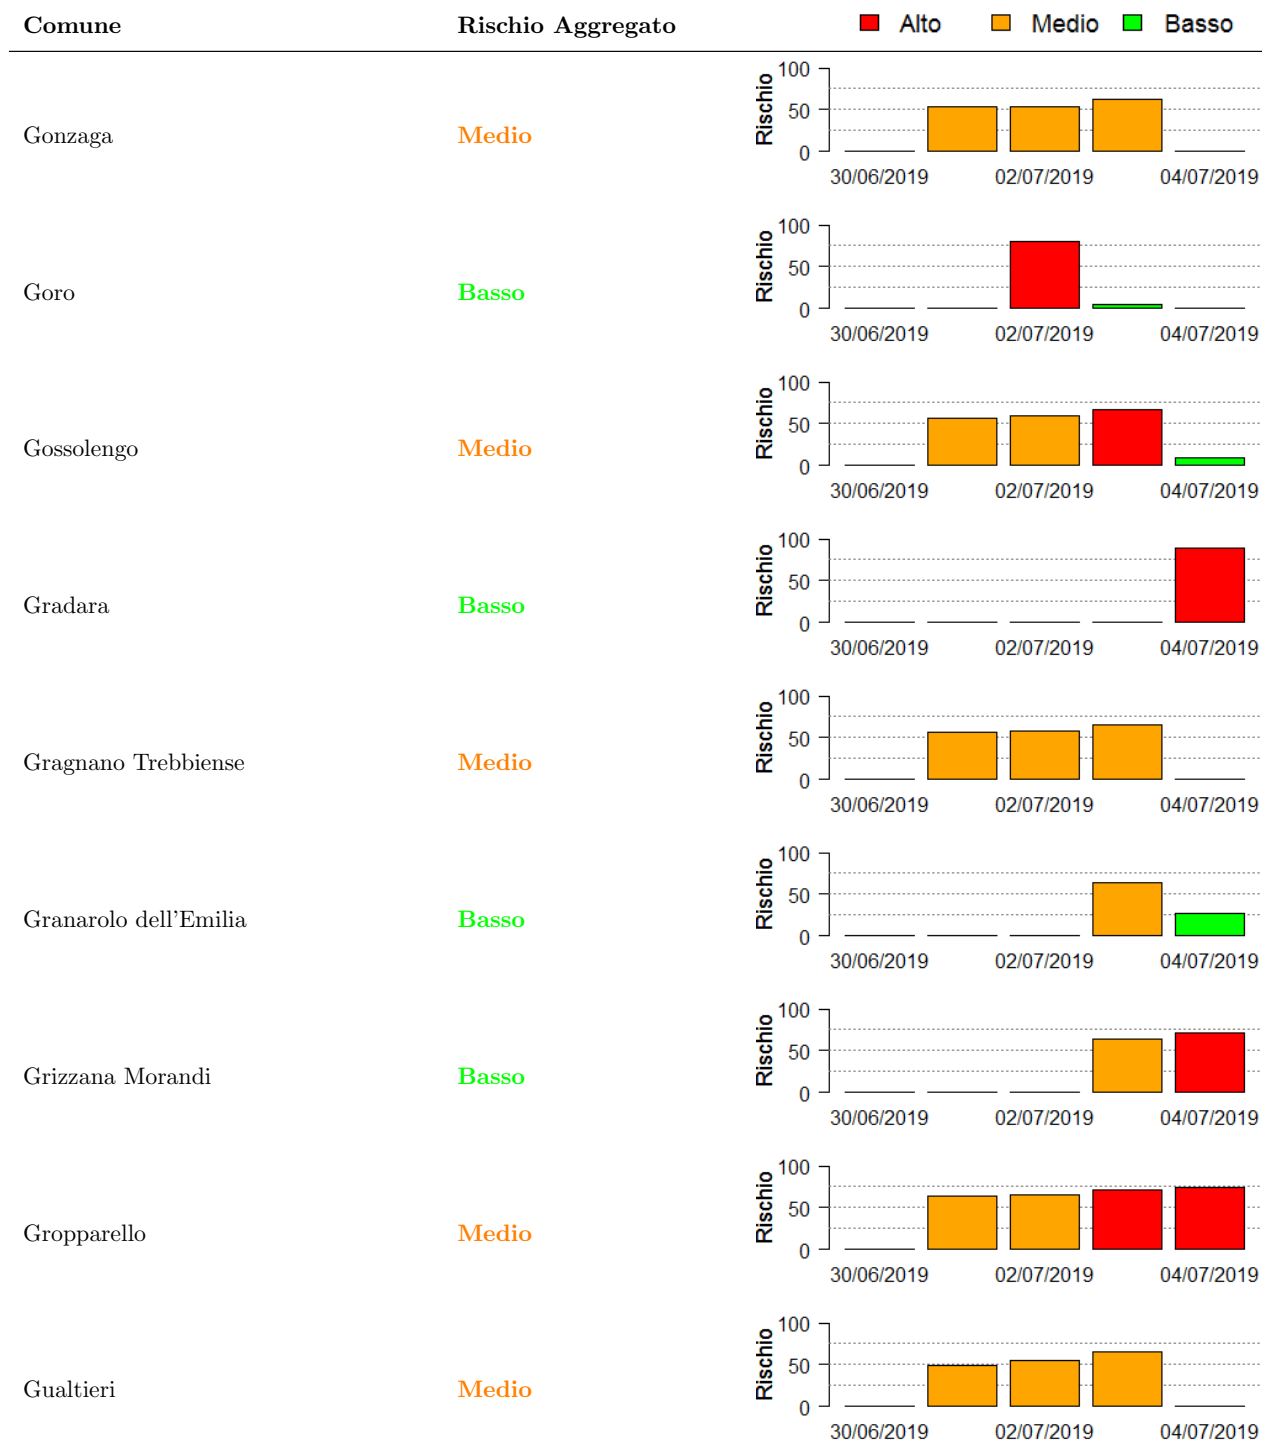 Comune Rischio Aggregato Alto Medio Basso
Gonzaga Medio Rischio 100 50 0
30/06/2019 02/07/2019 04/07/2019
Goro Basso Rischio 100 50 0
30/06/2019 02/07/2019 04/07/2019
Gossolengo Medio Rischio 100 50 0
30/06/2019 02/07/2019 04/07/2019
Gradara Basso Rischio 100 50 0
30/06/2019 02/07/2019 04/07/2019
Gragnano Trebbiense Medio Rischio 100 50 0
30/06/2019 02/07/2019 04/07/2019
Granarolo dell'Emilia Basso Rischio 100 50 0
30/06/2019 02/07/2019 04/07/2019
Grizzana Morandi Basso Rischio 100 50 0
30/06/2019 02/07/2019 04/07/2019
Gropparello Medio Rischio 100 50 0
30/06/2019 02/07/2019 04/07/2019
Gualtieri Medio Rischio 100 50 0
30/06/2019 02/07/2019 04/07/2019